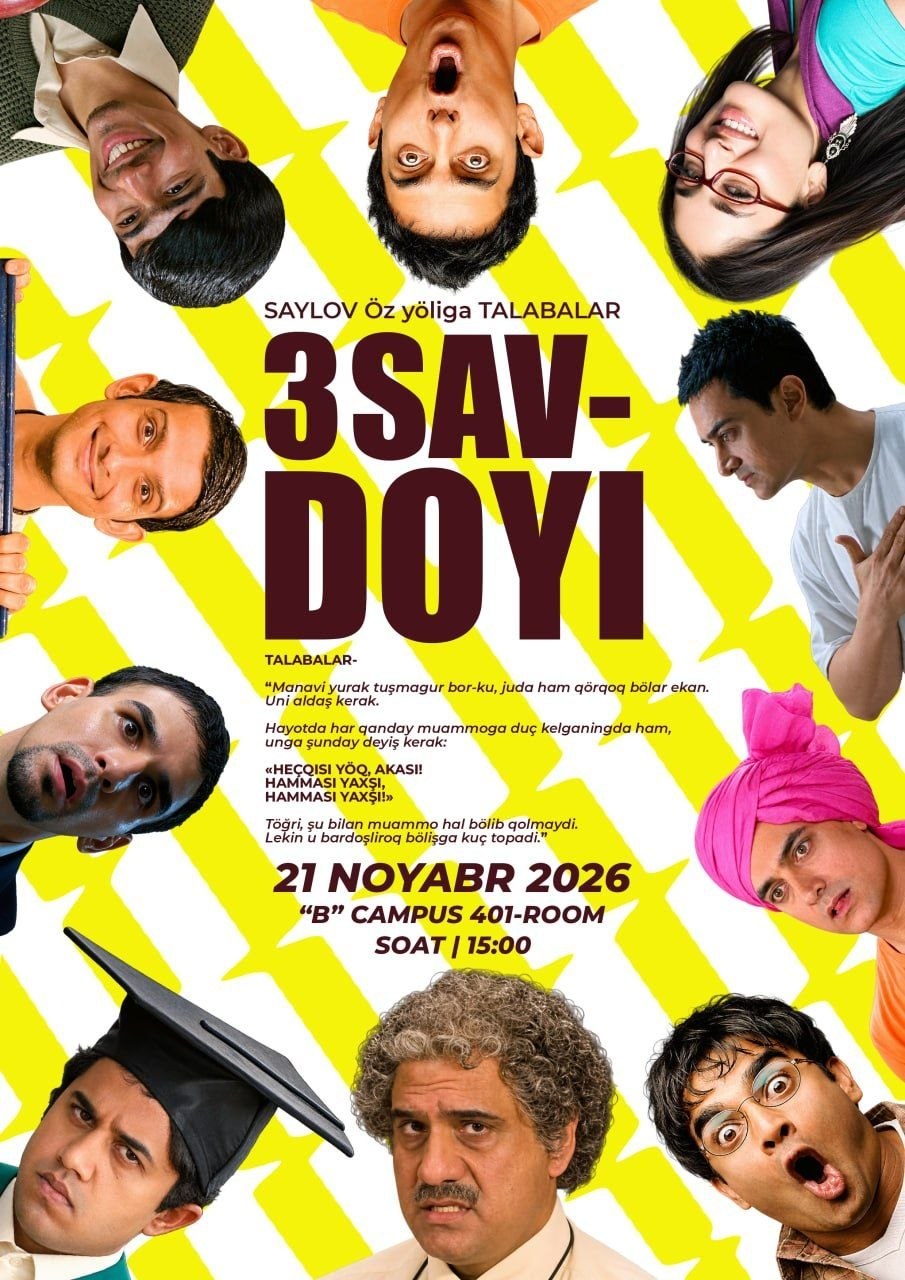 SAYLOV Öz yöliga TALABALAR
3 SAV-
DOYI
TALABALAR-
“Manavi yurak tuşmagur bor-ku, juda ham qörqoq bölar ekan.
Uni aldaş kerak.
Hayotda har qanday muammoga duç kelganingda ham,
unga şunday deyiş kerak:
«HEÇQISI YÖQ, AKASI!
HAMMASI YAXŞI,
HAMMASI YAXŞI!»
Töğri, şu bilan muammo hal bölib qolmaydi.
Lekin u bardoşliroq bölişga kuç topadi.”
21 NOYABR 2026
“B” CAMPUS 401-ROOM
SOAT | 15:00